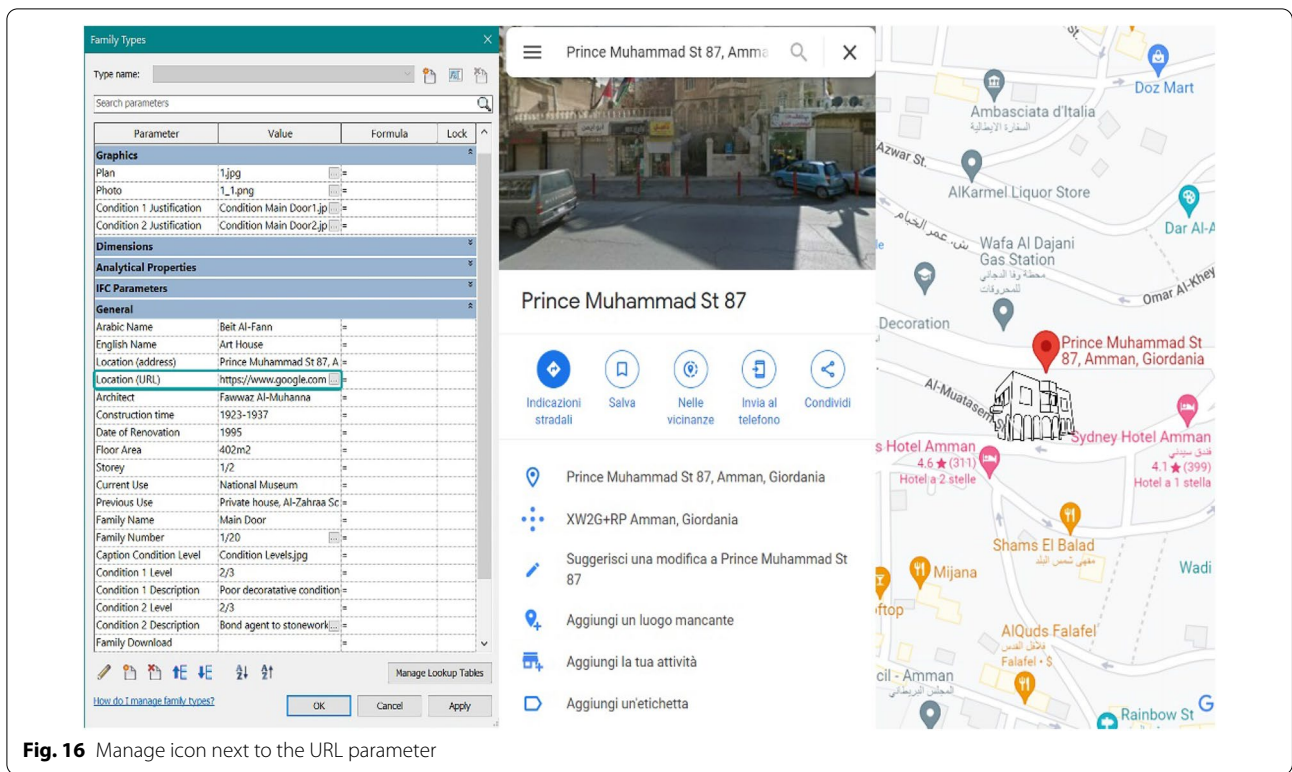 Family Types
Type name:
Search parameters
Parameter Value Formula Lock
Graphics
Plan 1.jpg =
Photo 1_1.png =
Condition 1 Justification Condition Main Door1.jp =
Condition 2 Justification Condition Main Door2.jp =
Dimensions
Analytical Properties
IFC Parameters
General
Arabic Name Beit Al-Fann =
English Name Art House =
Location (address) Prince Muhammad St 87, A =
Location (URL) https://www.google.com =
Architect Fawwaz Al-Muhanna =
Construction time 1923-1937 =
Date of Renovation 1995 =
Floor Area 402m2 =
Storey 1/2 =
Current Use National Museum =
Previous Use Private house, Al-Zahraa Sc =
Family Name Main Door =
Family Number 1/20 =
Caption Condition Level Condition Levels.jpg =
Condition 1 Level 2/3 =
Condition 1 Description Poor decoratative condition =
Condition 2 Level 2/3 =
Condition 2 Description Bond agent to stonework =
Family Download =
Manage Lookup Tables
How do I manage family types?
OK Cancel Apply
Prince Muhammad St 87, Amma
Prince Muhammad St 87
Indicazioni
stradali
Salva
Nelle
vicinanze
Invia al
telefono
Condividi
Prince Muhammad St 87, Amman, Giordania
XW2G+RP Amman, Giordania
Suggerisci una modifica a Prince Muhammad St
87
Aggiungi un luogo mancante
Aggiungi la tua attività
Aggiungi un'etichetta
St.
Doz Mart
Ambasciata d'Italia
السفارة الايطالية
Azwar St.
AlKarmel Liquor Store
ش. عمر الخيام
Dar Al-A
Wafa Al Dajani
Gas Station
محطة وفا الدجاني
للمحروقات
Omar Al-Khey
Decoration
Prince Muhammad St
87, Amman, Giordania
Al-Muatasem
s Hotel Amman
4.6 ★ (311)
Hotel a 2 stelle
Sydney Hotel Amman
فندق سيدني
4.1 ★ (399)
Hotel a 1 stella
Shams El Balad
مقهى شمس البلد
Wadi
Mijana
ftop
AlQuds Falafel
فلافل القدس
Falafel • $
cil - Amman
المجلس البريطاني
Rainbow St
G
Fig. 16 Manage icon next to the URL parameter